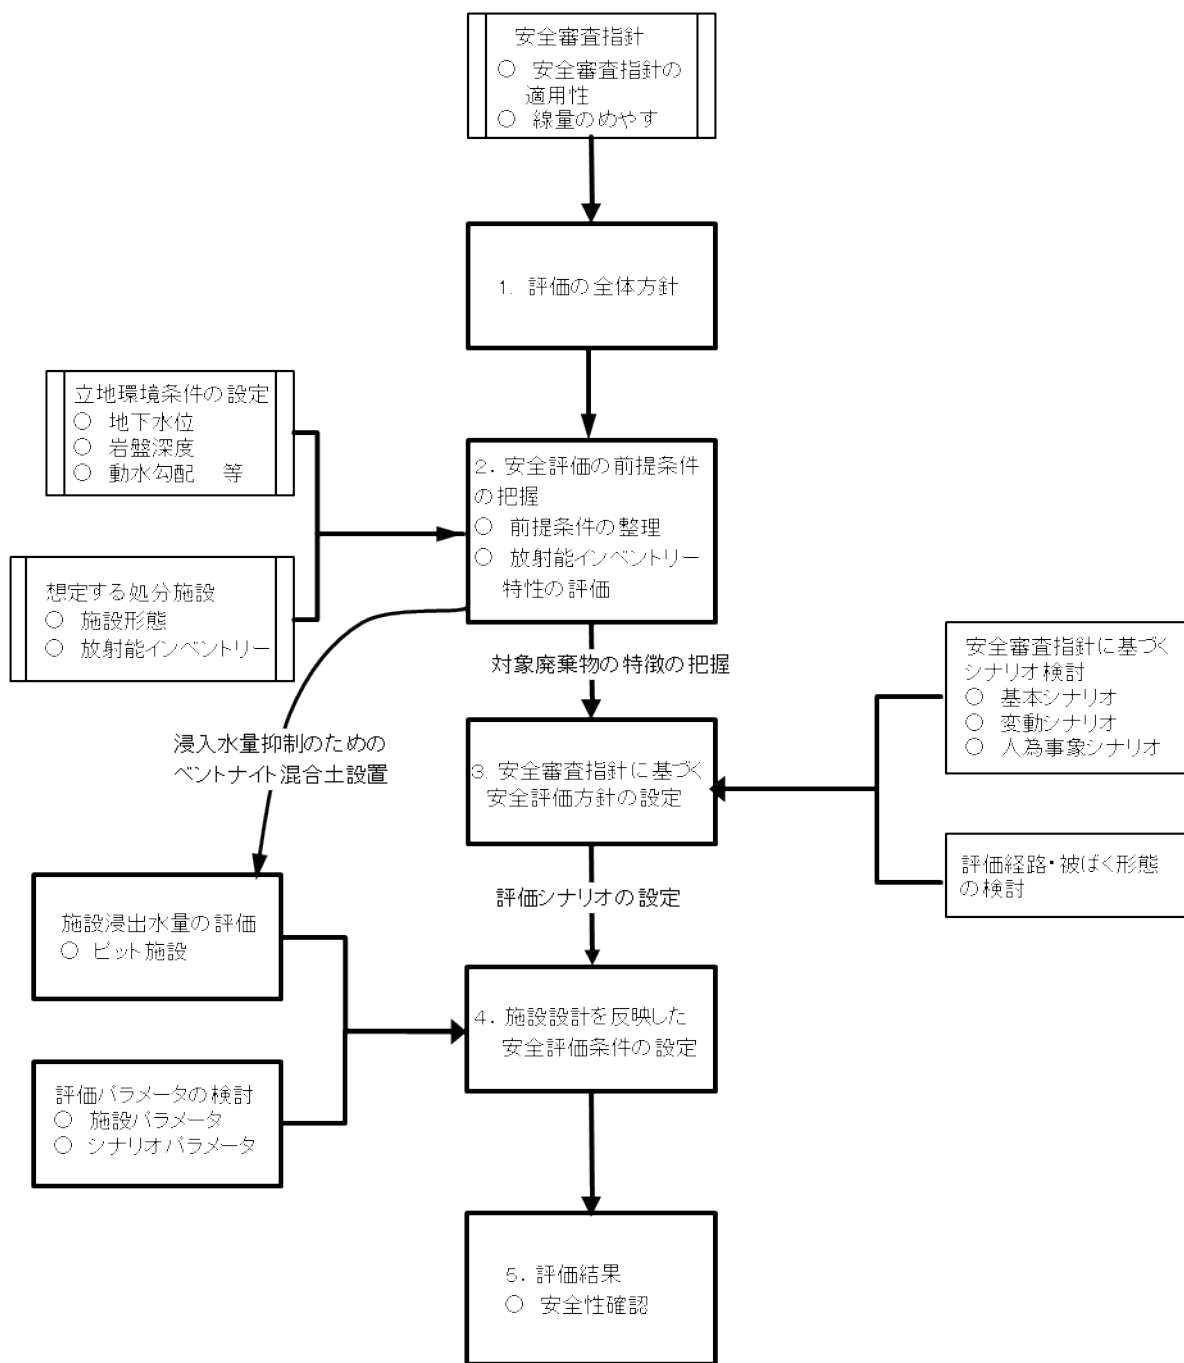 安全審査指針
○ 安全審査指針の
適用性
○ 線量のめやす
1. 評価の全体方針
立地環境条件の設定
○ 地下水位
○ 岩盤深度
○ 動水勾配 等
2. 安全評価の前提条件
の把握
○ 前提条件の整理
○ 放射能インベントリー
特性の評価
想定する処分施設
○ 施設形態
○ 放射能インベントリー
対象廃棄物の特徴の把握
安全審査指針に基づく
シナリオ検討
○ 基本シナリオ
○ 変動シナリオ
○ 人為事象シナリオ
浸入水量抑制のための
ベントナイト混合土設置
3. 安全審査指針に基づく
安全評価方針の設定
評価経路・被ばく形態
の検討
評価シナリオの設定
施設浸出水量の評価
○ ピット施設
4. 施設設計を反映した
安全評価条件の設定
評価パラメータの検討
○ 施設パラメータ
○ シナリオパラメータ
5. 評価結果
○ 安全性確認